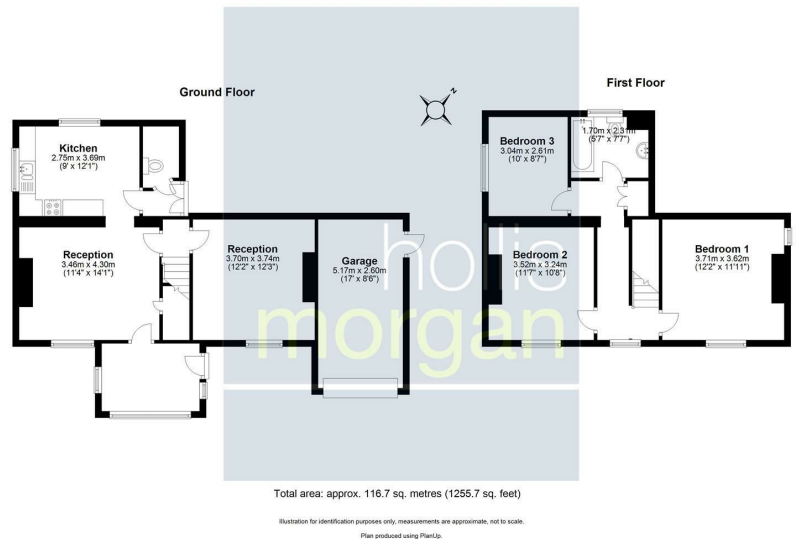 Ground Floor
First Floor
N
Kitchen
2.75m x 3.69m
(9' x 12'1")
Reception
3.46m x 4.30m
(11'4" x 14'1")
Reception
3.70m x 3.74m
(12'2" x 12'3")
Garage
5.17m x 2.60m
(17' x 8'6")
Bedroom 3
3.04m x 2.61m
(10' x 8'7")
1.70m x 2.31m
(5'7" x 7'7")
Bedroom 2
3.52m x 3.24m
(11'7" x 10'8")
Bedroom 1
3.71m x 3.62m
(12'2" x 11'11")
hollis
morgan
Total area: approx. 116.7 sq. metres (1255.7 sq. feet)
Illustration for identification purposes only, measurements are approximate, not to scale.
Plan produced using PlanUp.